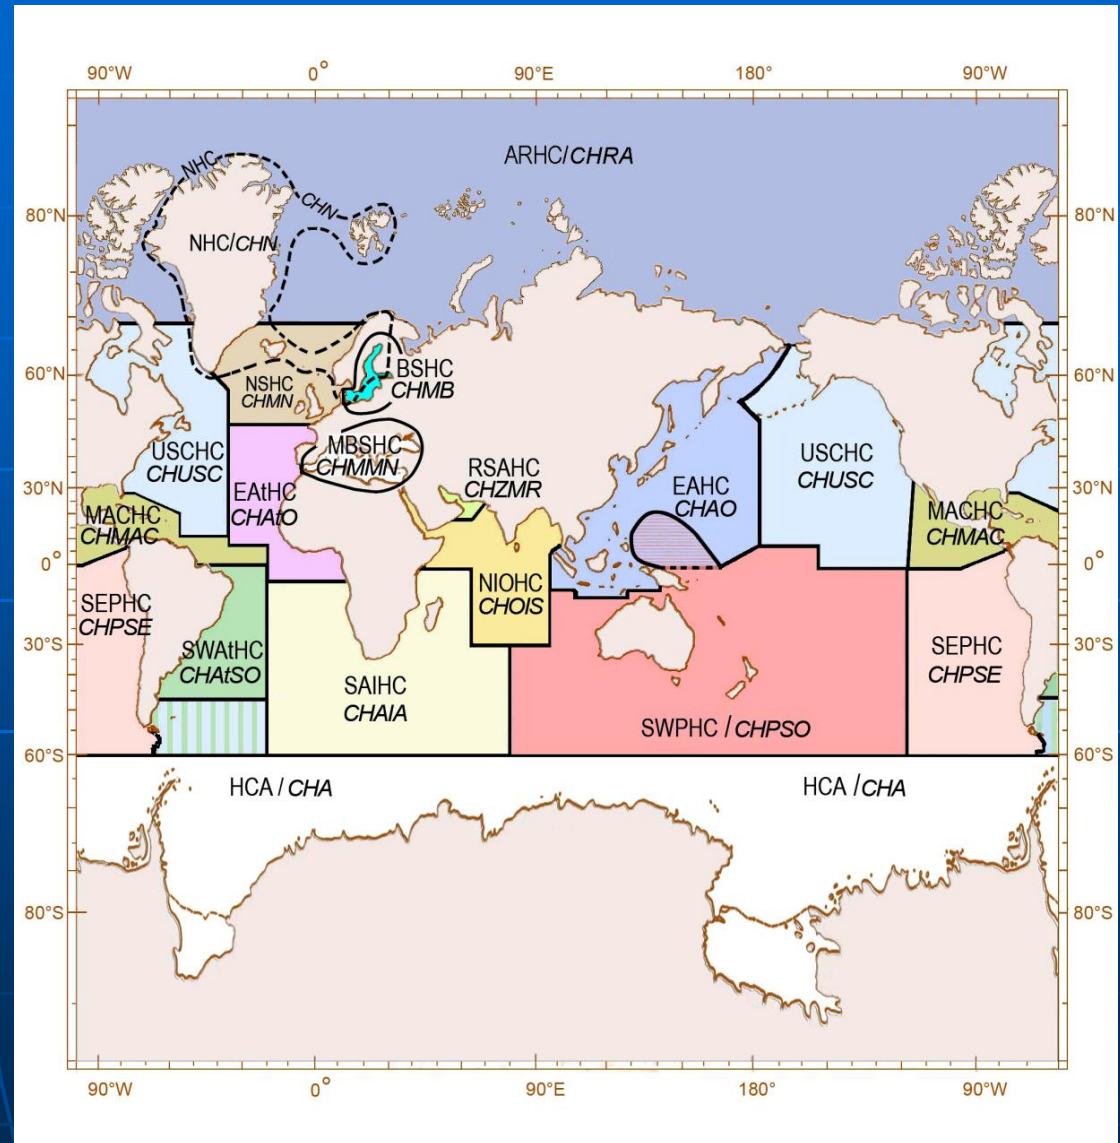 90°W 0° 90°E 180° 90°W
ARHC/CHRA
NHC
CHN
80°N 80°N
NHC/CHN
60°N 60°N
BSHC
CHMB
NSHC
CHMN
MBSHC
CHMMN
USCHC
CHUSC
RSAHC
CHZMR
USCHC
CHUSC
30°N 30°N
EAtHC
CHAtO
EAHC
CHAO
MACHC
CHMAC
MACHC
CHMAC
0° 0°
NIOHC
CHOIS
SEPHC
CHPSE
30°S 30°S
SWAtHC
CHAtSO
SEPHC
CHPSE
SAIHC
CHAIA
SWPHC / CHPSO
60°S 60°S
HCA / CHA HCA / CHA
80°S 80°S
90°W 0° 90°E 180° 90°W